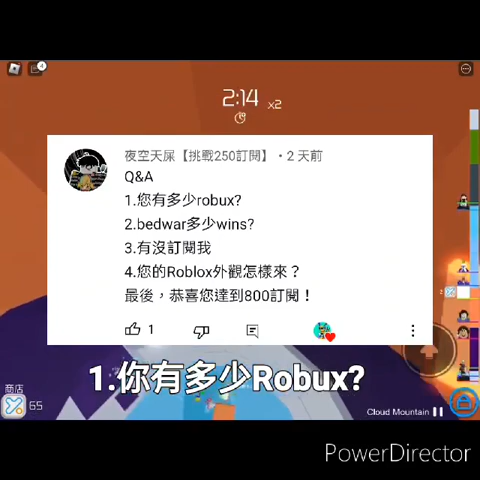 4
2:14 x2
夜空天屎【挑戰250訂閱】・2 天前
Q&A
1.您有多少robux?
2.bedwar多少wins?
3.有沒訂閱我
4.您的Roblox外觀怎樣來？
最後，恭喜您達到800訂閱！
1
1.你有多少Robux?
商店
65
Cloud Mountain
PowerDirector